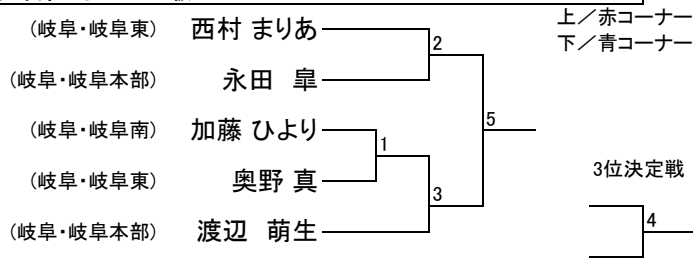 上／赤コーナー
下／青コーナー
(岐阜・岐阜東) 西村 まりあ
2
(岐阜・岐阜本部) 永田 皐
5
(岐阜・岐阜南) 加藤 ひより
1
(岐阜・岐阜東) 奥野 真
3
(岐阜・岐阜本部) 渡辺 萌生
3位決定戦
4